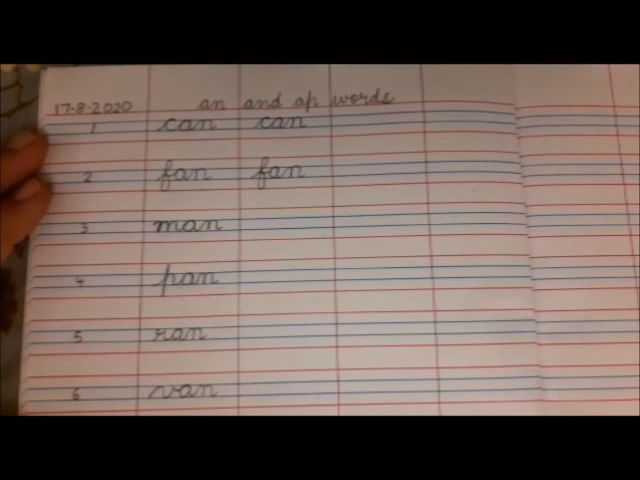 17-8-2020 an and ap words
1 can can
2 fan fan
3 man
4 pan
5 ran
6 van